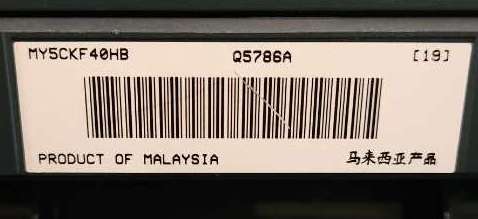 MY5CKF40HB Q5786A [19]
PRODUCT OF MALAYSIA 马来西亚产品